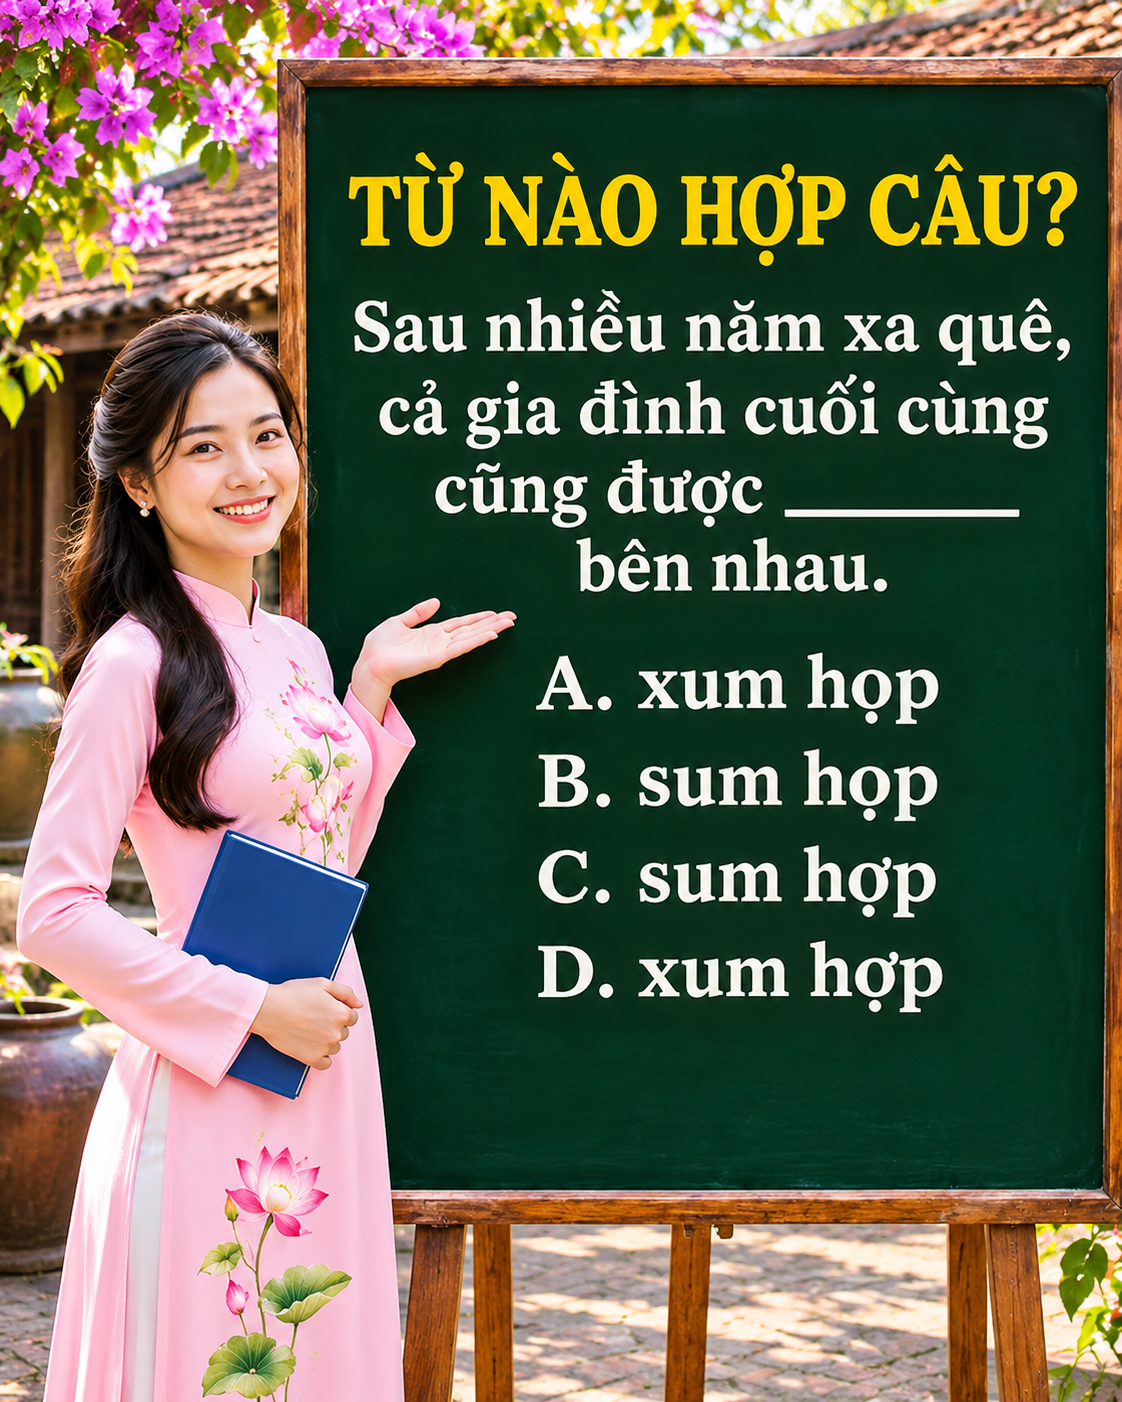 TỪ NÀO HỢP CÂU?
Sau nhiều năm xa quê,
cả gia đình cuối cùng
cũng được ______
bên nhau.
A. xum họp
B. sum họp
C. sum hợp
D. xum hợp